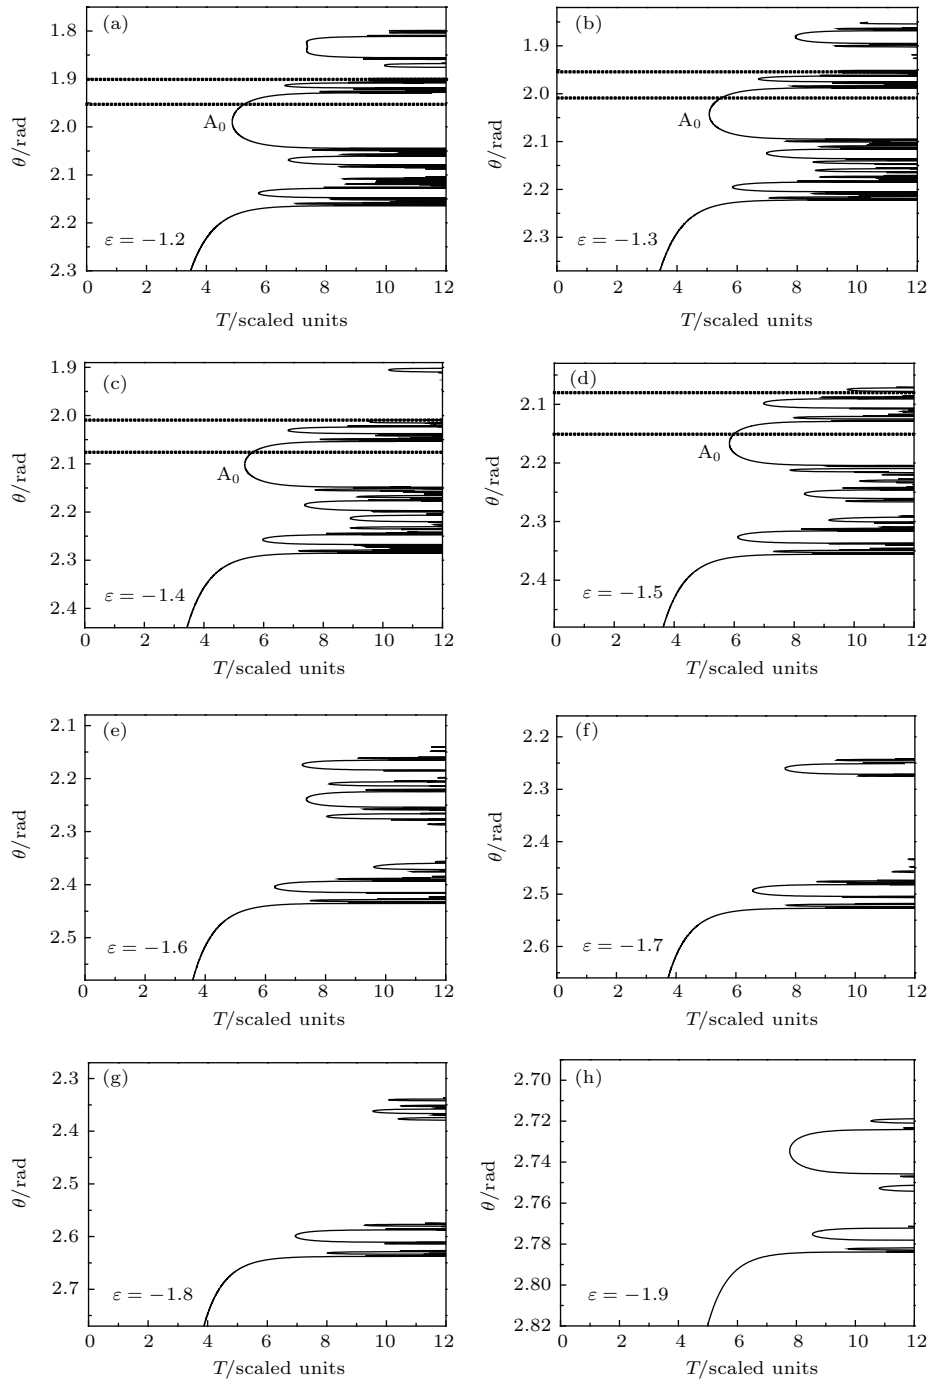 (a)
1.8
1.9
2.0
2.1
2.2
2.3
θ/rad
A₀
ε = −1.2
0 2 4 6 8 10 12
T/scaled units
(b)
1.9
2.0
2.1
2.2
2.3
θ/rad
A₀
ε = −1.3
0 2 4 6 8 10 12
T/scaled units
(c)
1.9
2.0
2.1
2.2
2.3
2.4
θ/rad
A₀
ε = −1.4
0 2 4 6 8 10 12
T/scaled units
(d)
2.1
2.2
2.3
2.4
θ/rad
A₀
ε = −1.5
0 2 4 6 8 10 12
T/scaled units
(e)
2.1
2.2
2.3
2.4
2.5
θ/rad
ε = −1.6
0 2 4 6 8 10 12
T/scaled units
(f)
2.2
2.3
2.4
2.5
2.6
θ/rad
ε = −1.7
0 2 4 6 8 10 12
T/scaled units
(g)
2.3
2.4
2.5
2.6
2.7
θ/rad
ε = −1.8
0 2 4 6 8 10 12
T/scaled units
(h)
2.70
2.72
2.74
2.76
2.78
2.80
2.82
θ/rad
ε = −1.9
0 2 4 6 8 10 12
T/scaled units